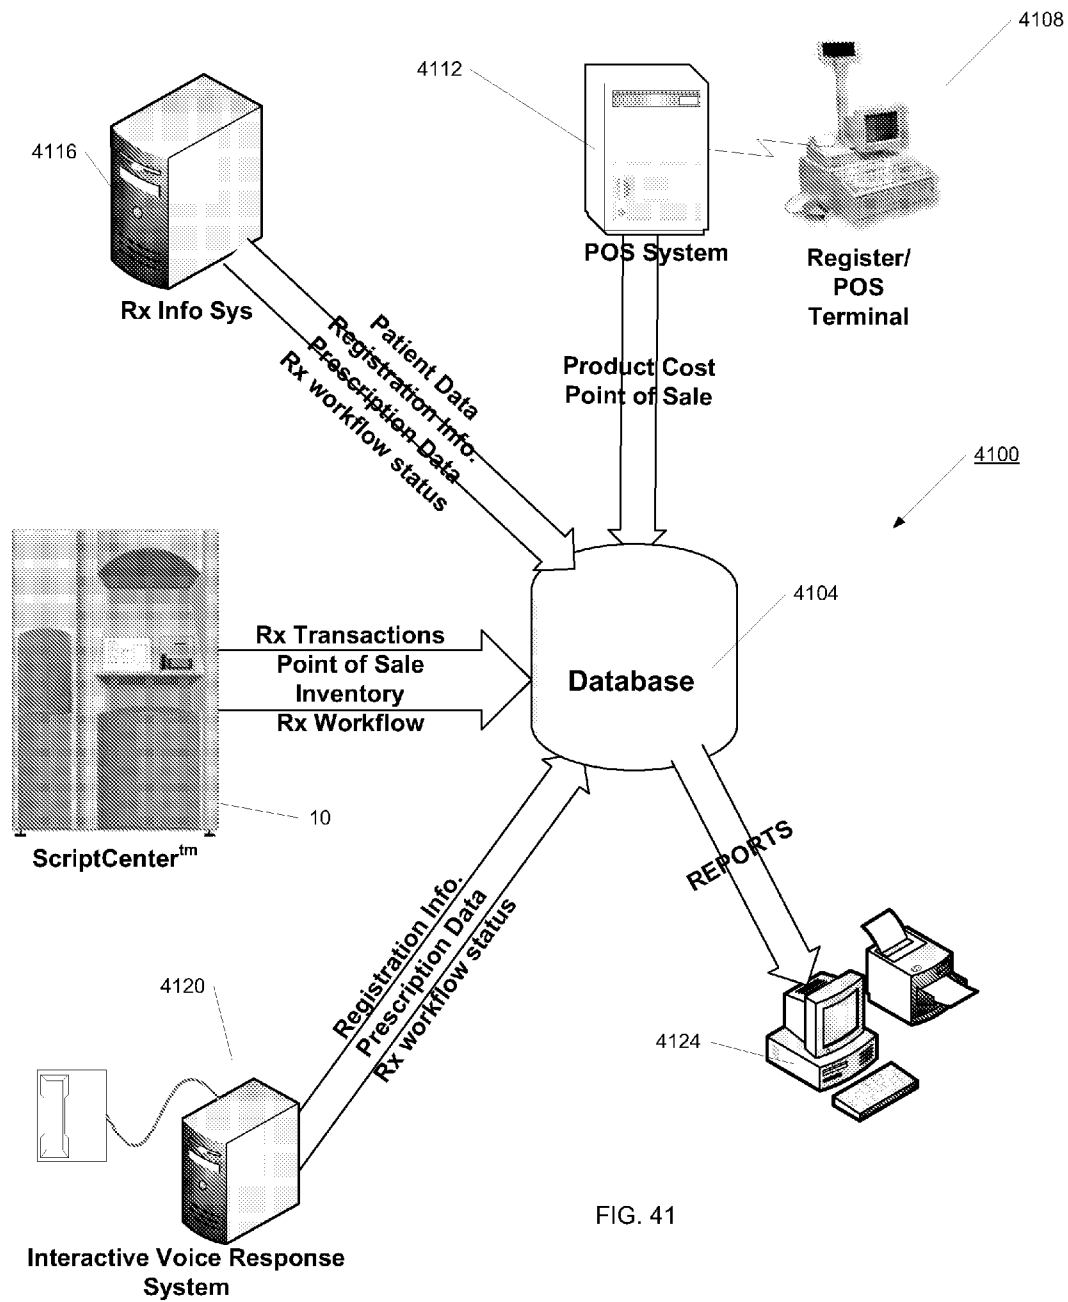 4108
4112
4116
POS System
Register/
POS
Terminal
Rx Info Sys
Patient Data
Registration Info.
Prescription Data
Rx workflow status
Product Cost
Point of Sale
4100
4104
Database
Rx Transactions
Point of Sale
Inventory
Rx Workflow
10
ScriptCenter™
REPORTS
Registration Info.
Prescription Data
Rx workflow status
4120
4124
FIG. 41
Interactive Voice Response
System